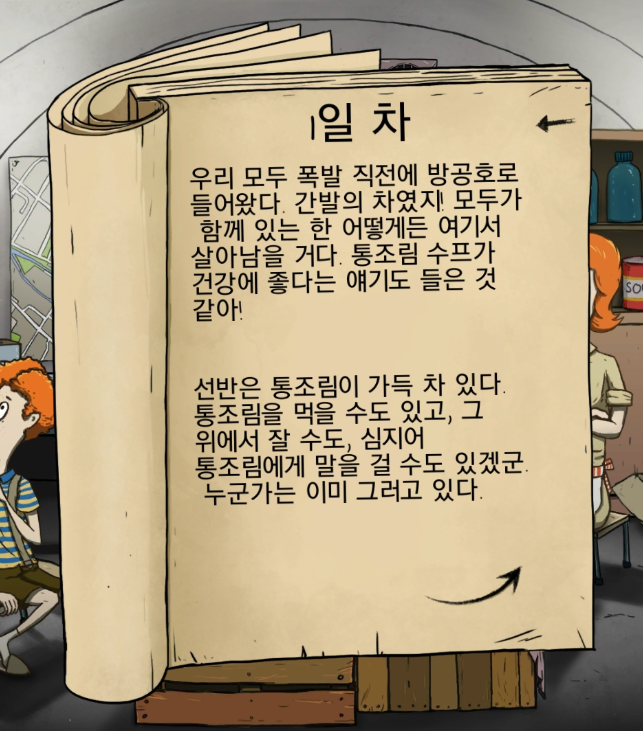 1일 차
우리 모두 폭발 직전에 방공호로
들어왔다. 간발의 차였지! 모두가
함께 있는 한 어떻게든 여기서
살아남을 거다. 통조림 수프가
건강에 좋다는 얘기도 들은 것
같아!
선반은 통조림이 가득 차 있다.
통조림을 먹을 수도 있고, 그
위에서 잘 수도, 심지어
통조림에게 말을 걸 수도 있겠군.
누군가는 이미 그러고 있다.